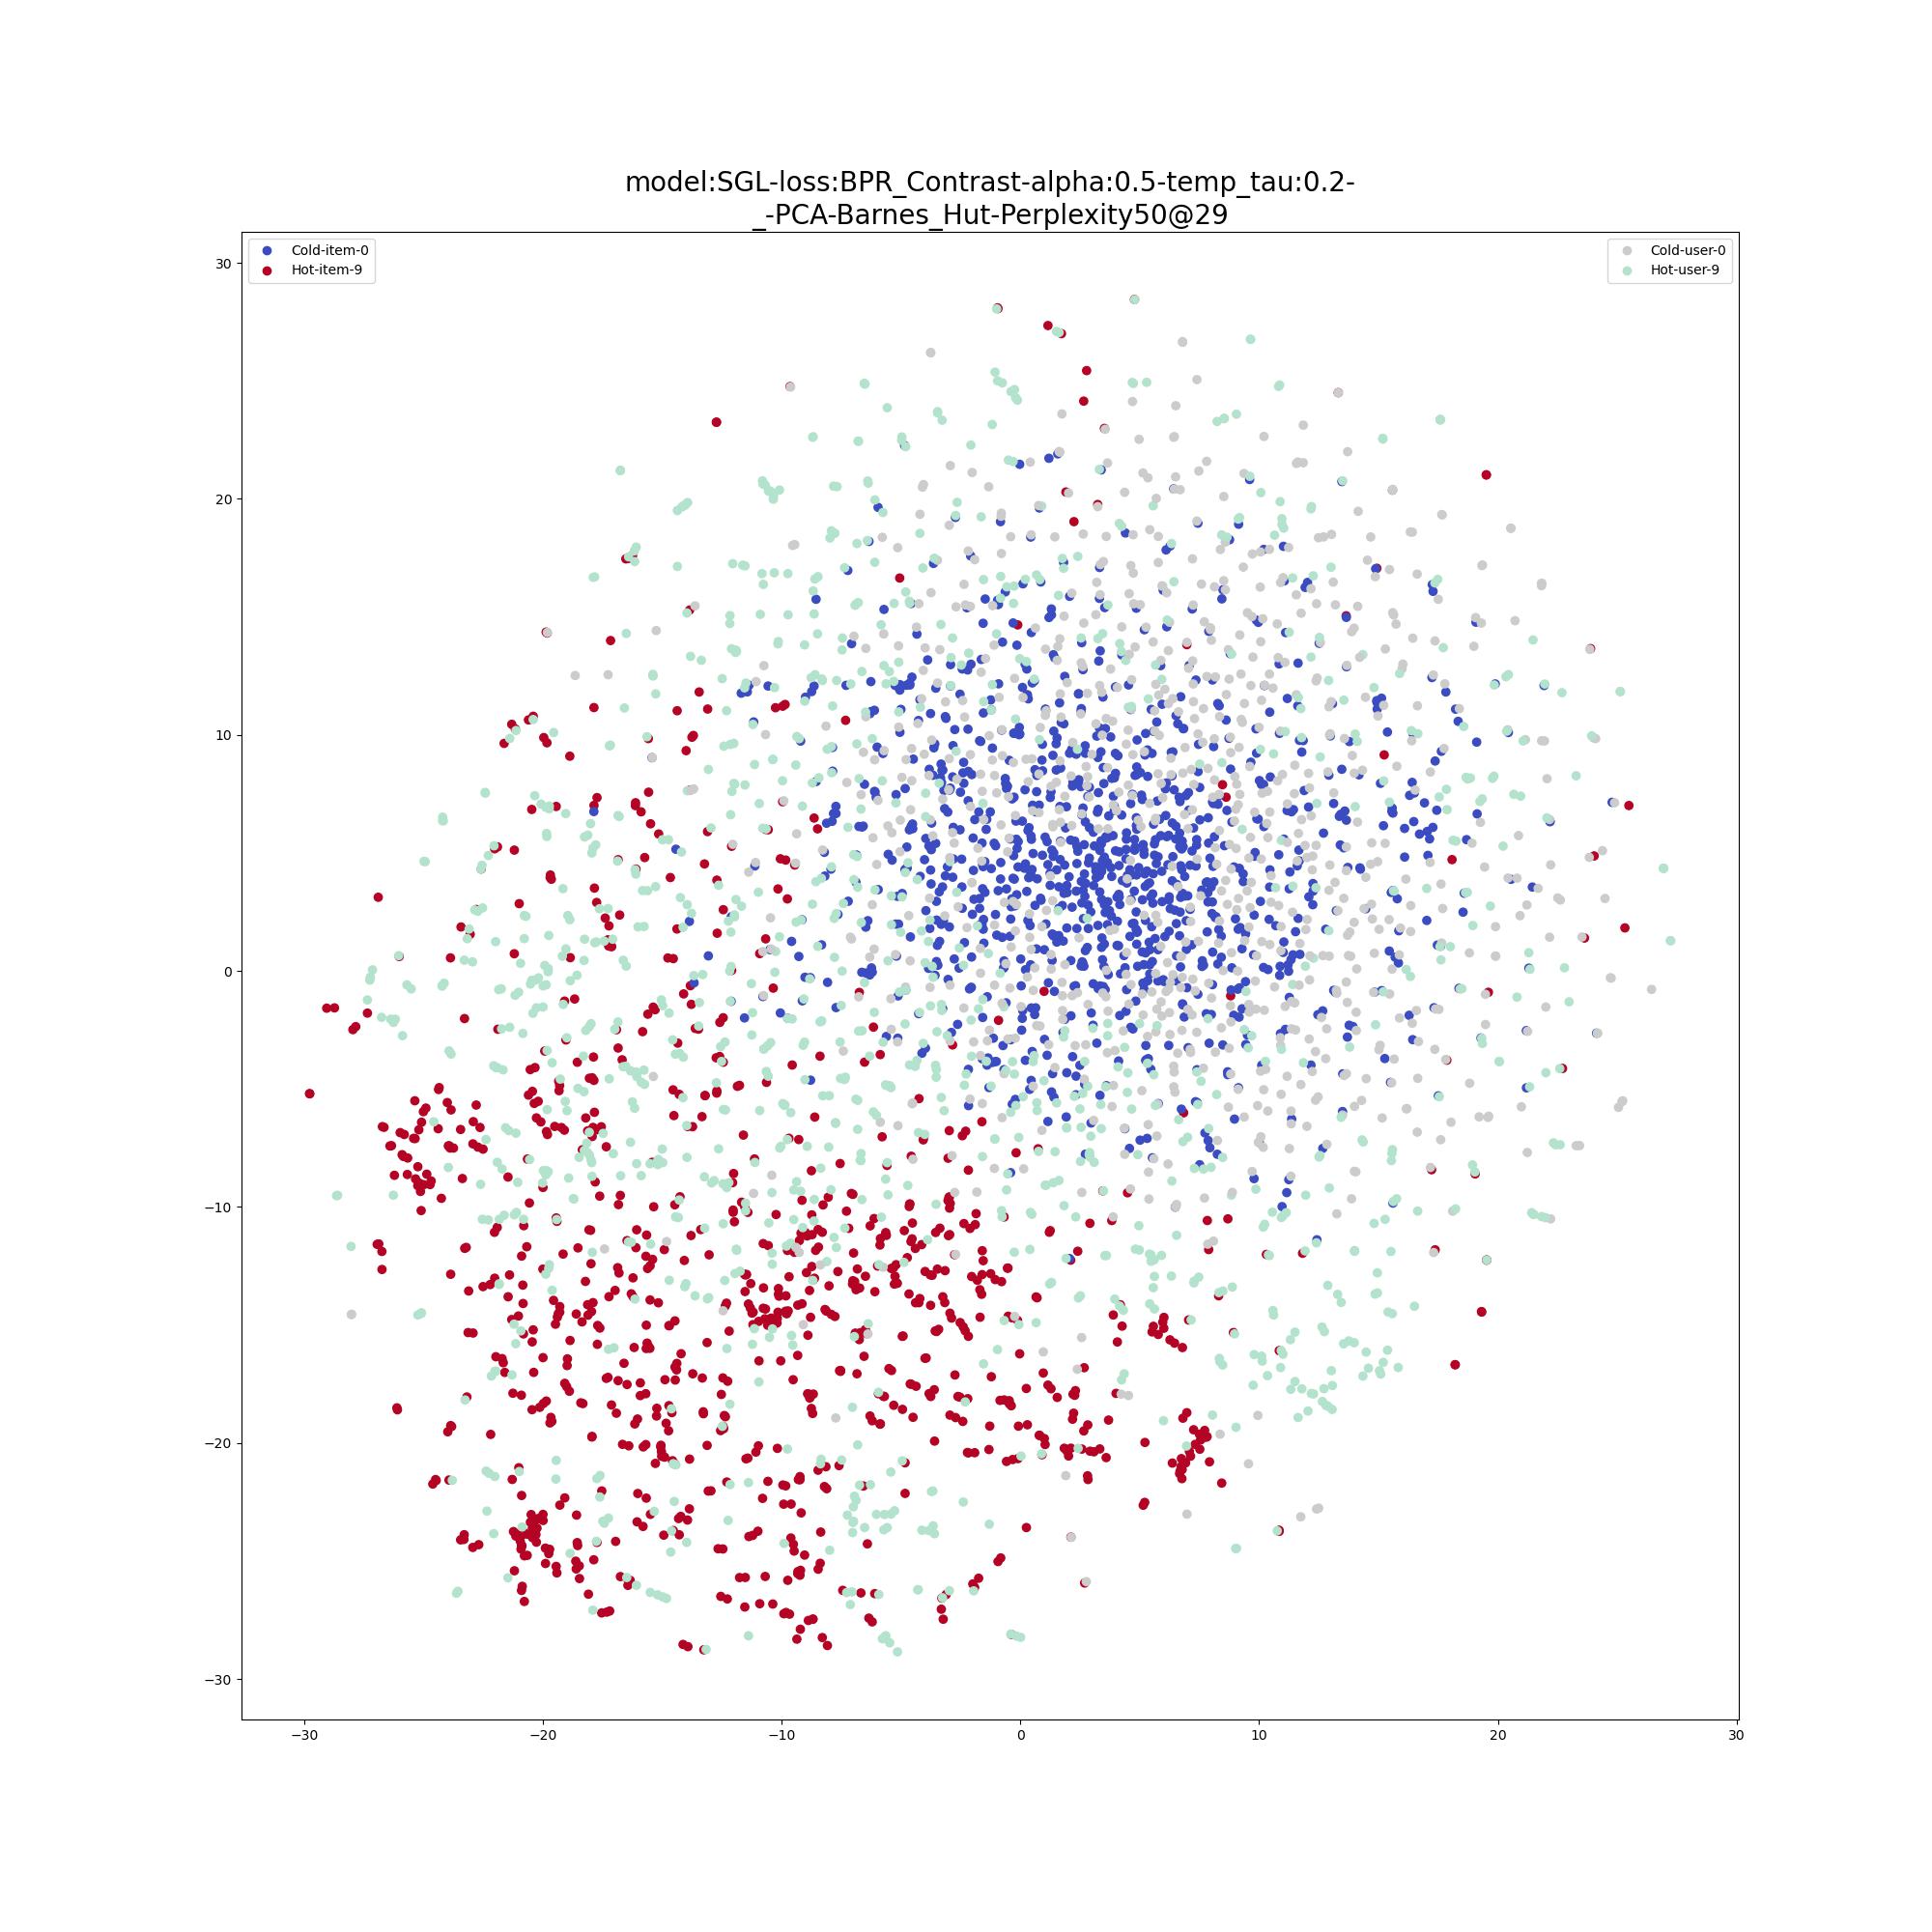 model:SGL-loss:BPR_Contrast-alpha:0.5-temp_tau:0.2-
_-PCA-Barnes_Hut-Perplexity50@29
Cold-item-0
Hot-item-9
Cold-user-0
Hot-user-9
30
20
10
0
−10
−20
−30
−30
−20
−10
0
10
20
30